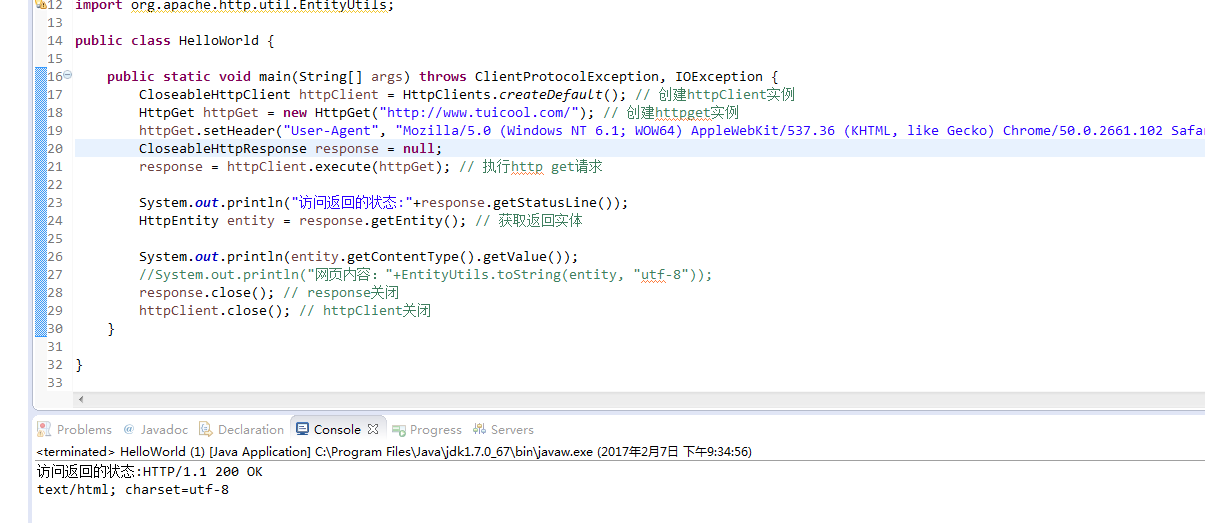 12 import org.apache.http.util.EntityUtils;
13
14 public class HelloWorld {
15
16 public static void main(String[] args) throws ClientProtocolException, IOException {
17 CloseableHttpClient httpClient = HttpClients.createDefault(); // 创建httpClient实例
18 HttpGet httpGet = new HttpGet("http://www.tuicool.com/"); // 创建httpget实例
19 httpGet.setHeader("User-Agent", "Mozilla/5.0 (Windows NT 6.1; WOW64) AppleWebKit/537.36 (KHTML, like Gecko) Chrome/50.0.2661.102 Safar
20 CloseableHttpResponse response = null;
21 response = httpClient.execute(httpGet); // 执行http get请求
22
23 System.out.println("访问返回的状态:"+response.getStatusLine());
24 HttpEntity entity = response.getEntity(); // 获取返回实体
25
26 System.out.println(entity.getContentType().getValue());
27 //System.out.println("网页内容："+EntityUtils.toString(entity, "utf-8"));
28 response.close(); // response关闭
29 httpClient.close(); // httpClient关闭
30 }
31
32 }
33
Problems @ Javadoc Declaration Console Progress Servers
<terminated> HelloWorld (1) [Java Application] C:\Program Files\Java\jdk1.7.0_67\bin\javaw.exe (2017年2月7日 下午9:34:56)
访问返回的状态:HTTP/1.1 200 OK
text/html; charset=utf-8